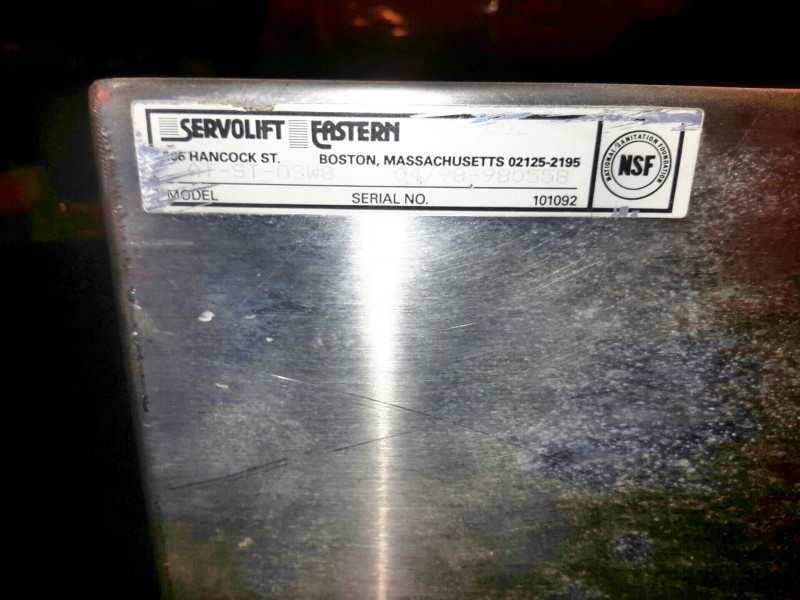 SERVOLIFT EASTERN
66 HANCOCK ST. BOSTON, MASSACHUSETTS 02125-2195
04/98-980558
MODEL SERIAL NO. 101092
NATIONAL SANITATION FOUNDATION
NSF